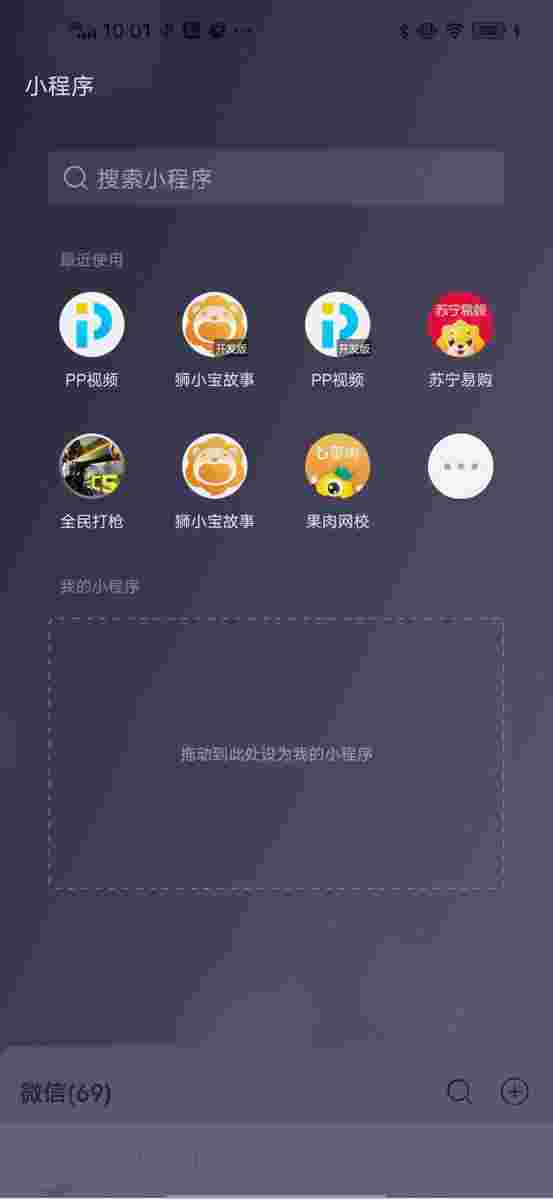 10:01
小程序
搜索小程序
最近使用
开发版
开发版
苏宁易购
PP视频
狮小宝故事
PP视频
苏宁易购
CS
全民打枪
狮小宝故事
果肉网校
我的小程序
拖动到此处设为我的小程序
微信(69)